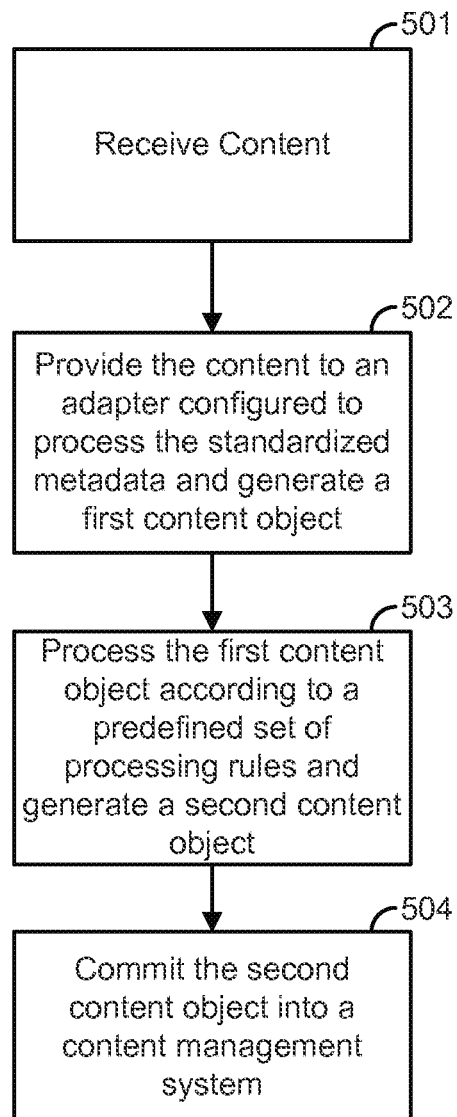 501
Receive Content
502
Provide the content to an
adapter configured to
process the standardized
metadata and generate a
first content object
503
Process the first content
object according to a
predefined set of
processing rules and
generate a second content
object
504
Commit the second
content object into a
content management
system